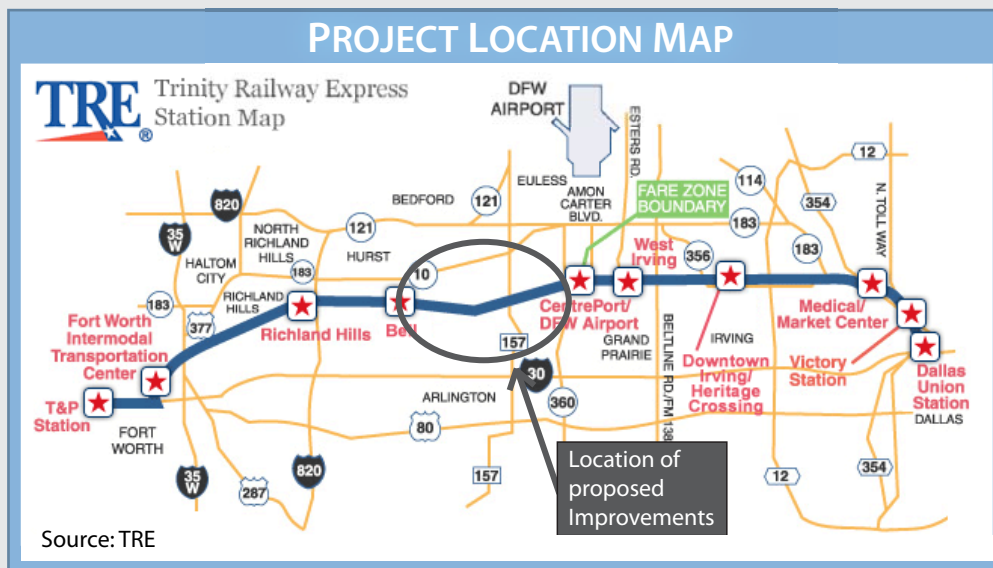 PROJECT LOCATION MAP
TRE®
Trinity Railway Express
Station Map
DFW
AIRPORT
ESTERS RD.
EULESS
AMON
CARTER
BLVD.
FARE ZONE
BOUNDARY
BEDFORD
121
121
820
35
W
NORTH
RICHLAND
HILLS
HURST
HALTOM
CITY
183
183
10
RICHLAND
HILLS
377
114
12
354
N. TOLL WAY
183
183
356
West
Irving
CentrePort/
DFW Airport
Fort Worth
Intermodal
Transportation
Center
Richland Hills
Bell
T&P
Station
FORT
WORTH
157
30
GRAND
PRAIRIE
BELTLINE RD./FM 138
IRVING
Downtown
Irving/
Heritage
Crossing
Medical/
Market Center
Victory
Station
Dallas
Union
Station
DALLAS
ARLINGTON
80
360
820
35
W
287
157
12
354
Location of
proposed
Improvements
Source: TRE